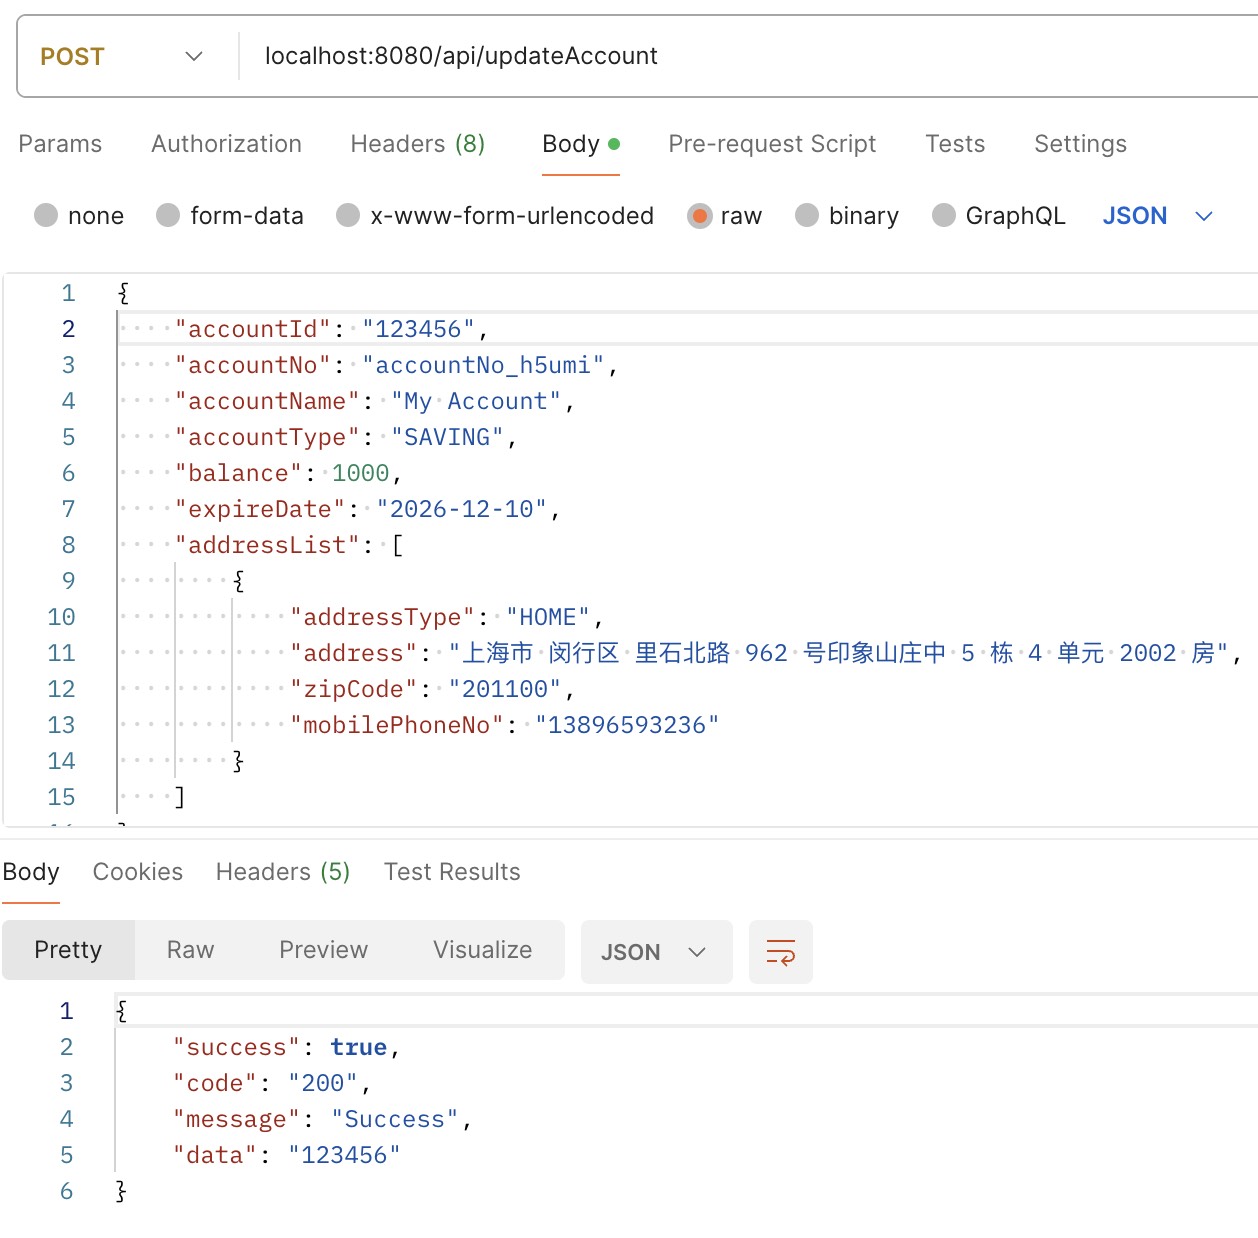 POST localhost:8080/api/updateAccount
Params Authorization Headers (8) Body Pre-request Script Tests Settings
none form-data x-www-form-urlencoded raw binary GraphQL JSON
1 {
2 "accountId": "123456",
3 "accountNo": "accountNo_h5umi",
4 "accountName": "My Account",
5 "accountType": "SAVING",
6 "balance": 1000,
7 "expireDate": "2026-12-10",
8 "addressList": [
9 {
10 "addressType": "HOME",
11 "address": "上海市 闵行区 里石北路 962 号印象山庄中 5 栋 4 单元 2002 房",
12 "zipCode": "201100",
13 "mobilePhoneNo": "13896593236"
14 }
15 ]
Body Cookies Headers (5) Test Results
Pretty Raw Preview Visualize JSON
1 {
2 "success": true,
3 "code": "200",
4 "message": "Success",
5 "data": "123456"
6 }